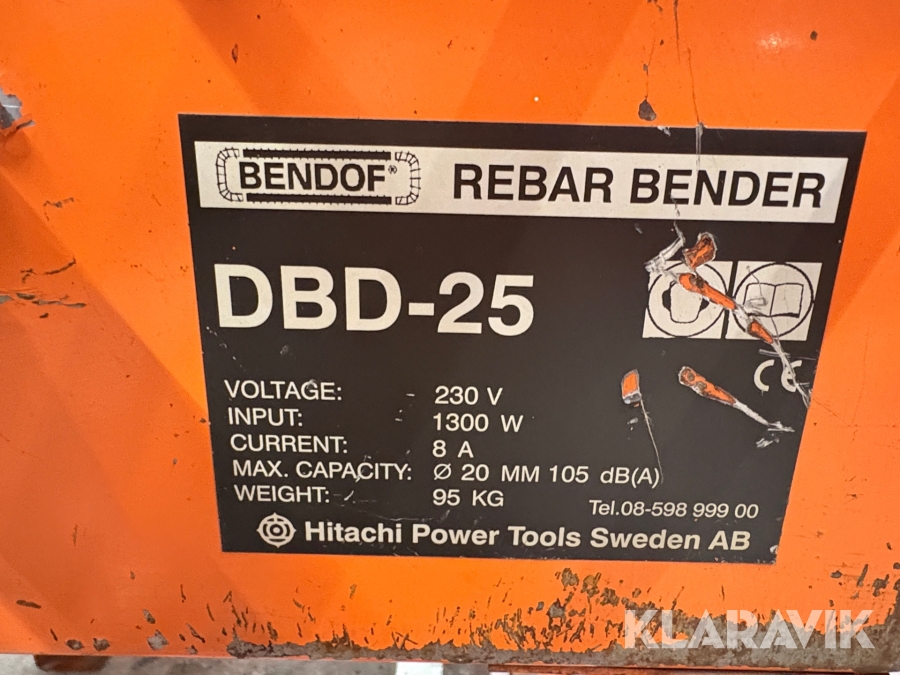 BENDOF® REBAR BENDER
DBD-25
VOLTAGE: 230 V
INPUT: 1300 W
CURRENT: 8 A
MAX. CAPACITY: Ø 20 MM 105 dB(A)
WEIGHT: 95 KG
Tel.08-598 999 00
Hitachi Power Tools Sweden AB
CE
KLARAVIK